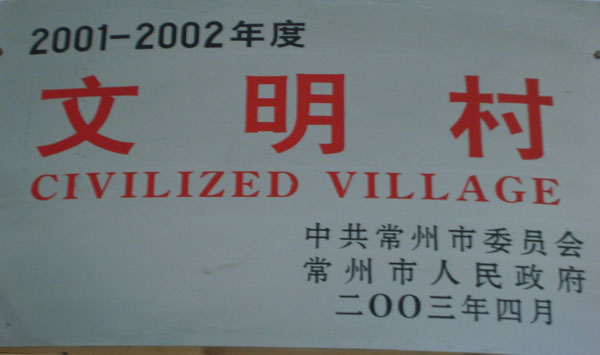 2001-2002年度
文明村
CIVILIZED VILLAGE
中共常州市委员会
常州市人民政府
二OO三年四月